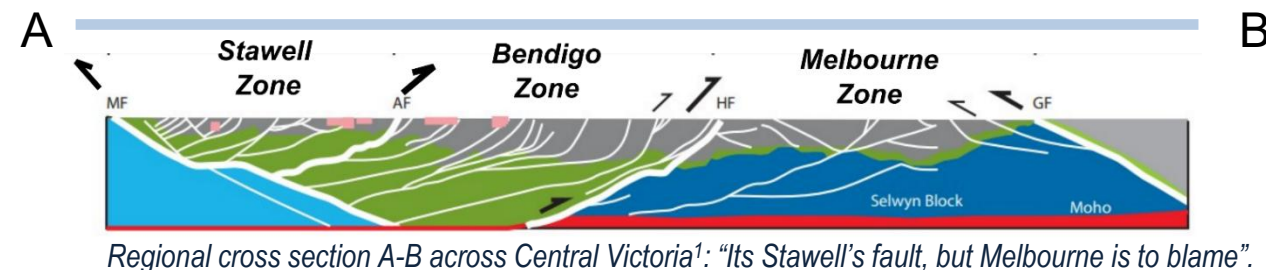 A
B
Stawell
Zone
Bendigo
Zone
Melbourne
Zone
MF
AF
HF
GF
Selwyn Block
Moho
Regional cross section A-B across Central Victoria¹: “Its Stawell’s fault, but Melbourne is to blame”.